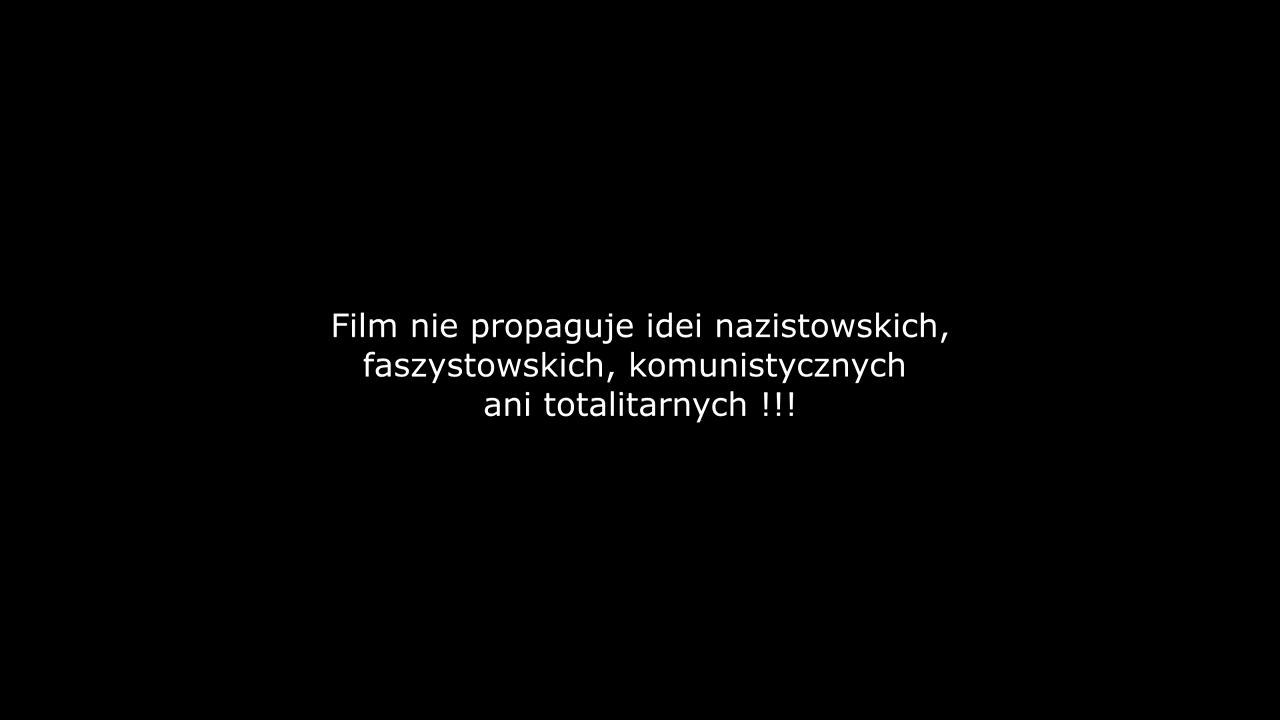 Film nie propaguje idei nazistowskich,
faszystowskich, komunistycznych
ani totalitarnych !!!